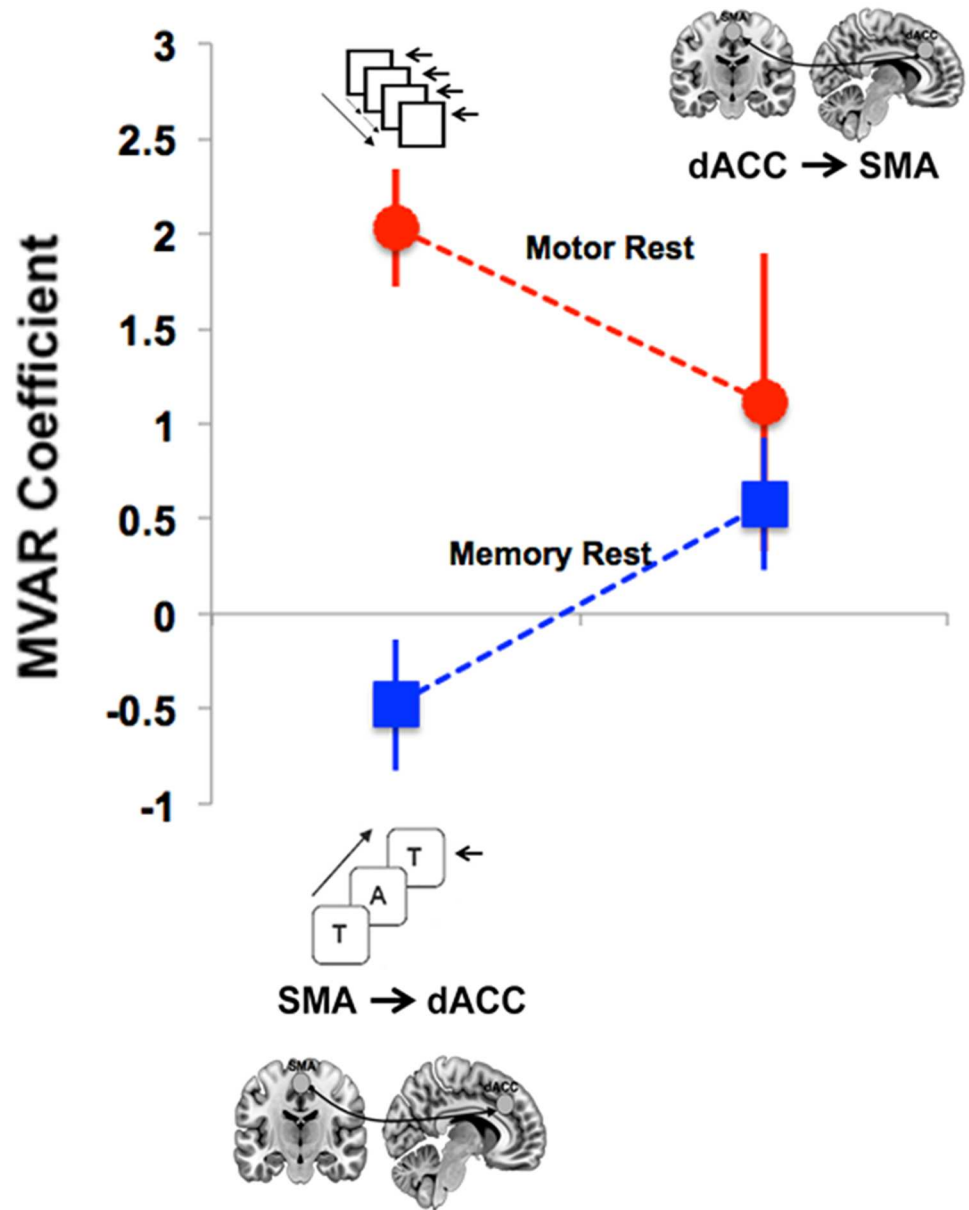 SMA
dACC
dACC → SMA
MVAR Coefficient
3
2.5
2
1.5
1
0.5
0
-0.5
-1
Motor Rest
Memory Rest
T
A
T
SMA → dACC
SMA
dACC